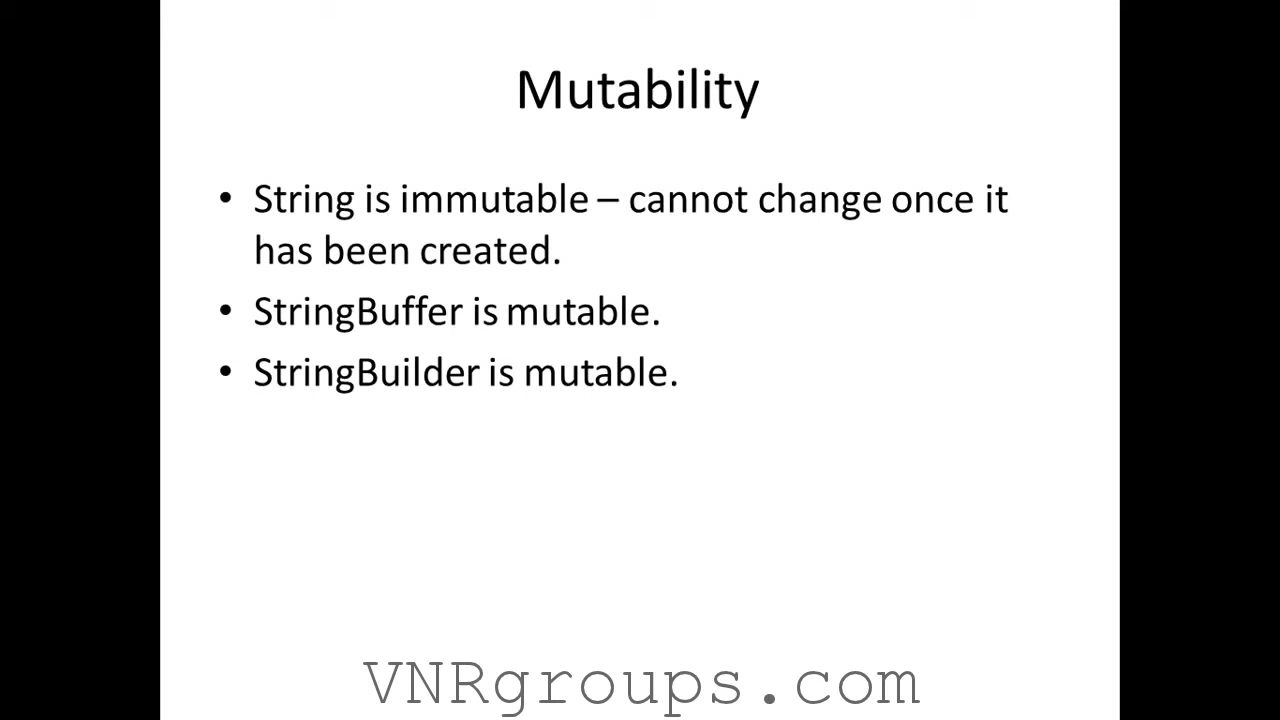 Mutability
• String is immutable – cannot change once it
has been created.
• StringBuffer is mutable.
• StringBuilder is mutable.
VNRgroups.com